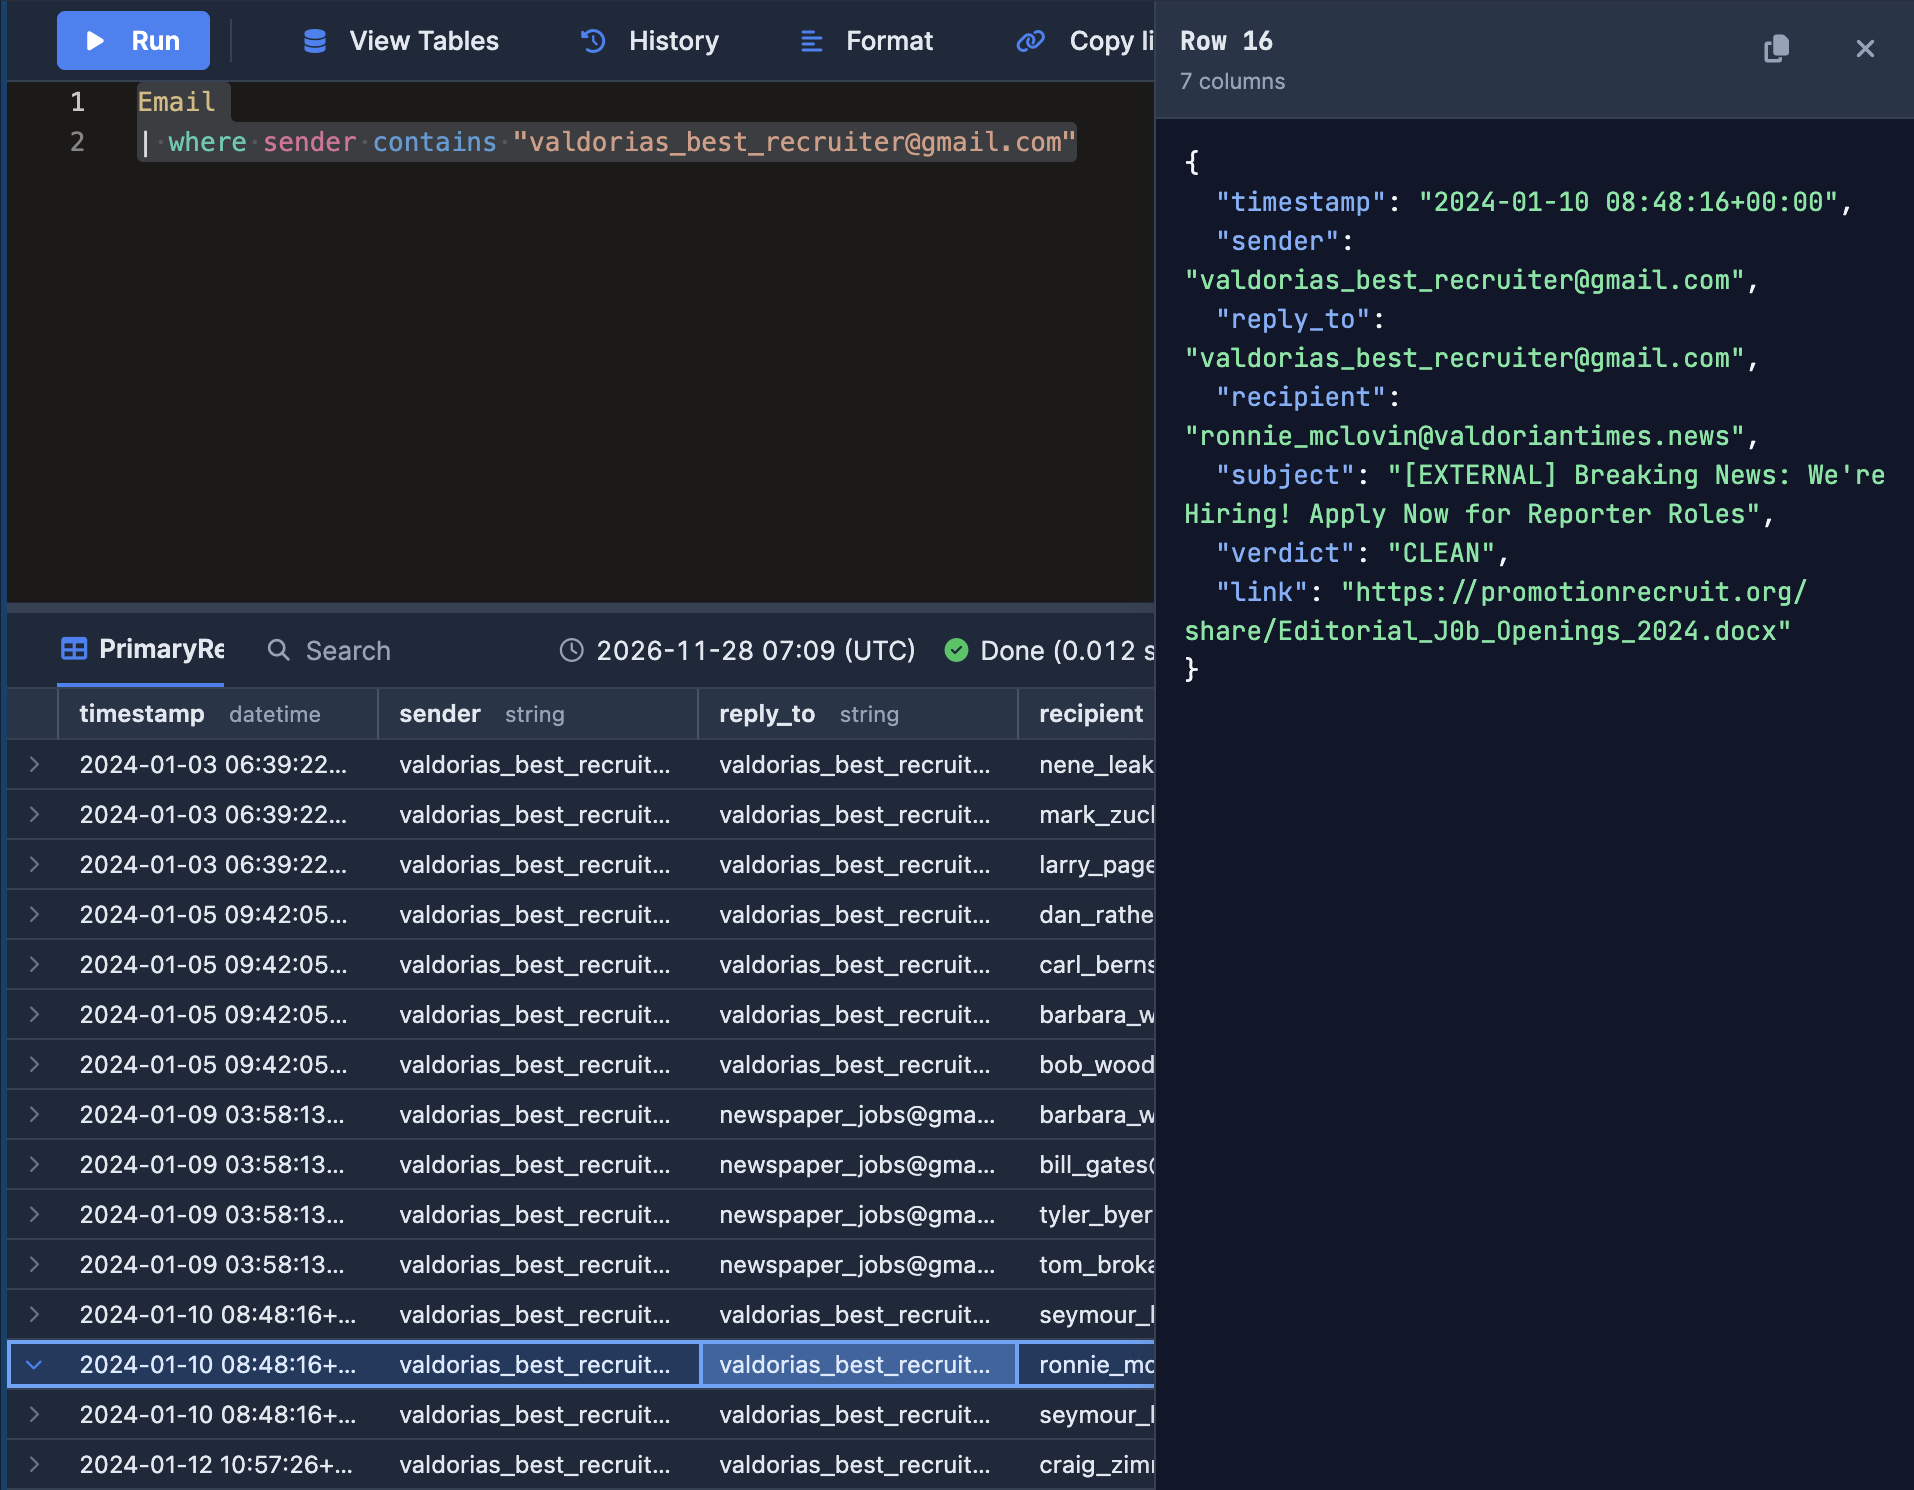 Run
View Tables
History
Format
Copy li
1 Email
2 | where sender contains "valdorias_best_recruiter@gmail.com"
Row 16
7 columns
{
"timestamp": "2024-01-10 08:48:16+00:00",
"sender":
"valdorias_best_recruiter@gmail.com",
"reply_to":
"valdorias_best_recruiter@gmail.com",
"recipient":
"ronnie_mclovin@valdoriantimes.news",
"subject": "[EXTERNAL] Breaking News: We're
Hiring! Apply Now for Reporter Roles",
"verdict": "CLEAN",
"link": "https://promotionrecruit.org/
share/Editorial_J0b_Openings_2024.docx"
}
PrimaryRe Search 2026-11-28 07:09 (UTC) Done (0.012 s
timestamp datetime sender string reply_to string recipient
2024-01-03 06:39:22... valdorias_best_recruit... valdorias_best_recruit... nene_leak
2024-01-03 06:39:22... valdorias_best_recruit... valdorias_best_recruit... mark_zucl
2024-01-03 06:39:22... valdorias_best_recruit... valdorias_best_recruit... larry_page
2024-01-05 09:42:05... valdorias_best_recruit... valdorias_best_recruit... dan_rathe
2024-01-05 09:42:05... valdorias_best_recruit... valdorias_best_recruit... carl_berns
2024-01-05 09:42:05... valdorias_best_recruit... valdorias_best_recruit... barbara_w
2024-01-05 09:42:05... valdorias_best_recruit... valdorias_best_recruit... bob_wood
2024-01-09 03:58:13... valdorias_best_recruit... newspaper_jobs@gma... barbara_w
2024-01-09 03:58:13... valdorias_best_recruit... newspaper_jobs@gma... bill_gates@
2024-01-09 03:58:13... valdorias_best_recruit... newspaper_jobs@gma... tyler_byer
2024-01-09 03:58:13... valdorias_best_recruit... newspaper_jobs@gma... tom_broka
2024-01-10 08:48:16+... valdorias_best_recruit... valdorias_best_recruit... seymour_l
2024-01-10 08:48:16+... valdorias_best_recruit... valdorias_best_recruit... ronnie_mc
2024-01-10 08:48:16+... valdorias_best_recruit... valdorias_best_recruit... seymour_l
2024-01-12 10:57:26+... valdorias_best_recruit... valdorias_best_recruit... craig_zim